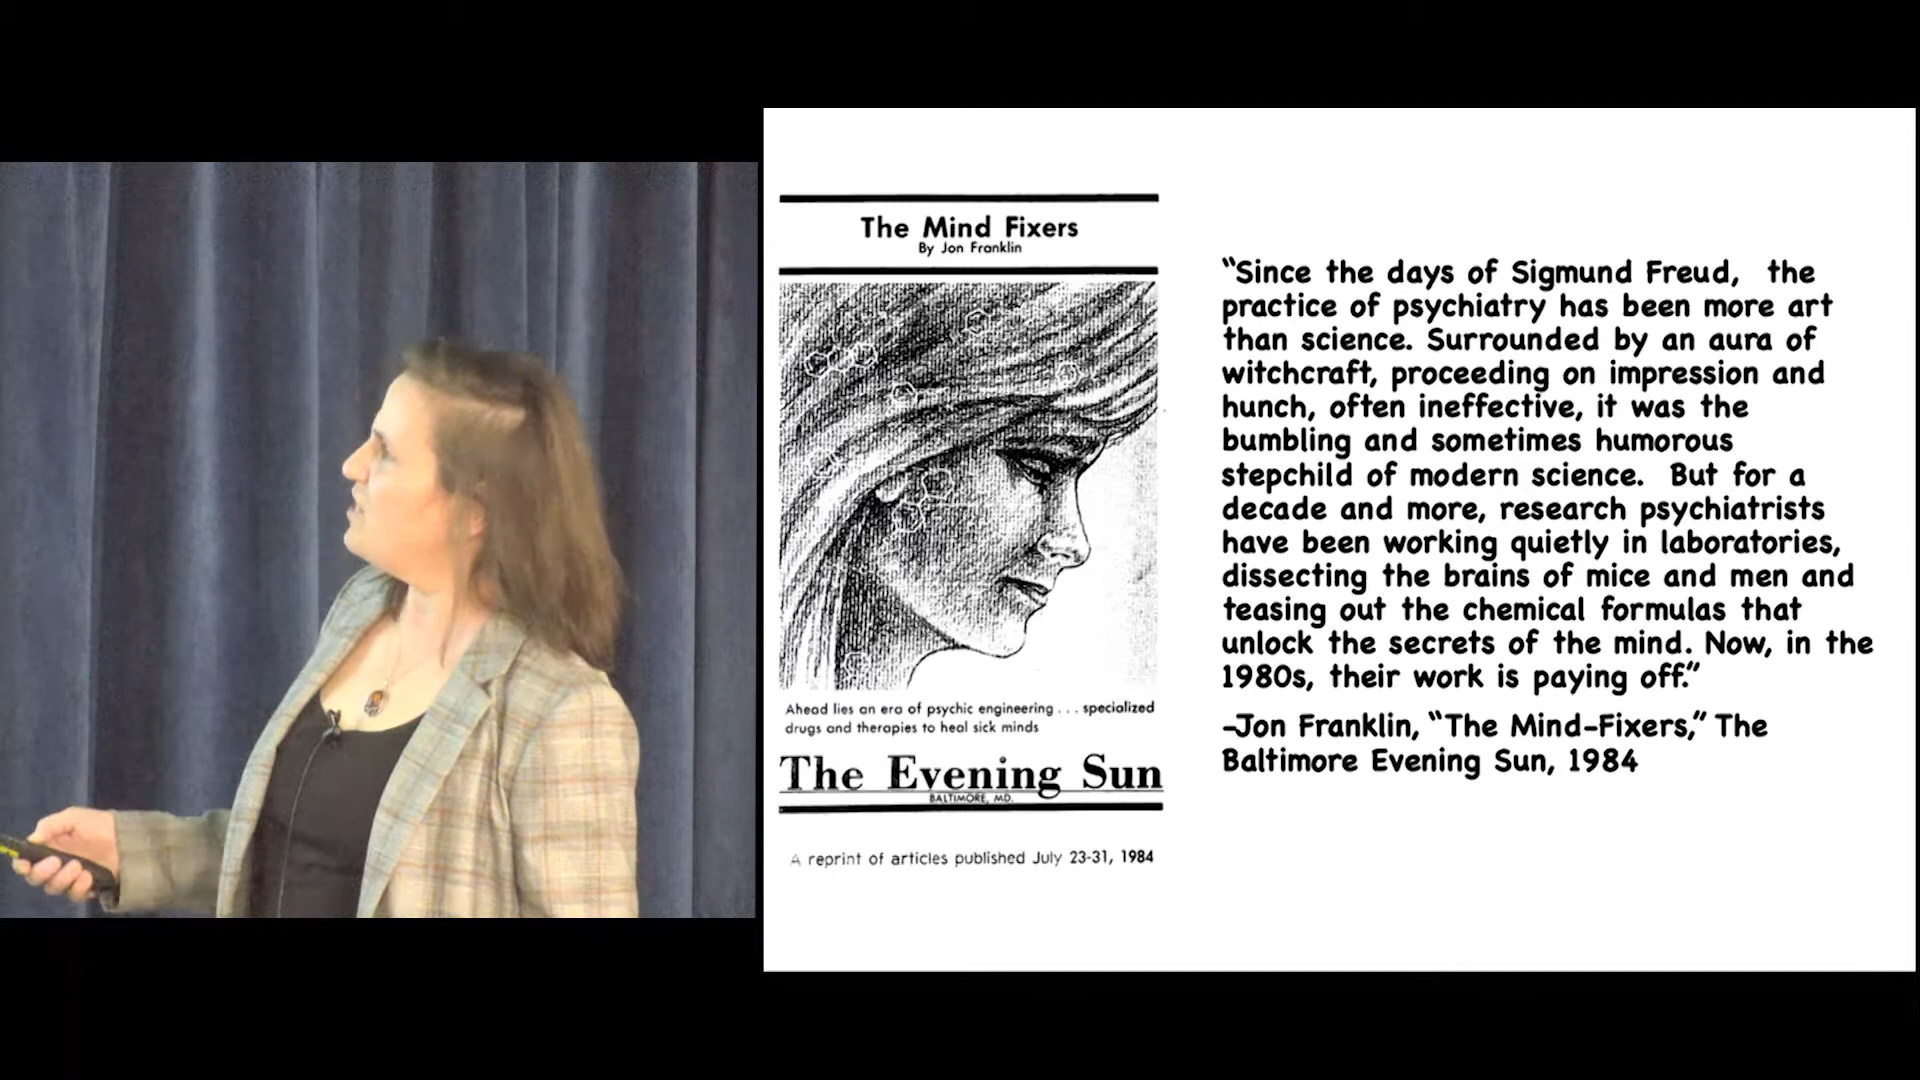 The Mind Fixers
By Jon Franklin
Ahead lies an era of psychic engineering . . . specialized
drugs and therapies to heal sick minds
The Evening Sun
BALTIMORE, MD.
A reprint of articles published July 23-31, 1984
“Since the days of Sigmund Freud,  the
practice of psychiatry has been more art
than science. Surrounded by an aura of
witchcraft, proceeding on impression and
hunch, often ineffective, it was the
bumbling and sometimes humorous
stepchild of modern science.  But for a
decade and more, research psychiatrists
have been working quietly in laboratories,
dissecting the brains of mice and men and
teasing out the chemical formulas that
unlock the secrets of the mind. Now, in the
1980s, their work is paying off.”
-Jon Franklin, “The Mind-Fixers,” The
Baltimore Evening Sun, 1984